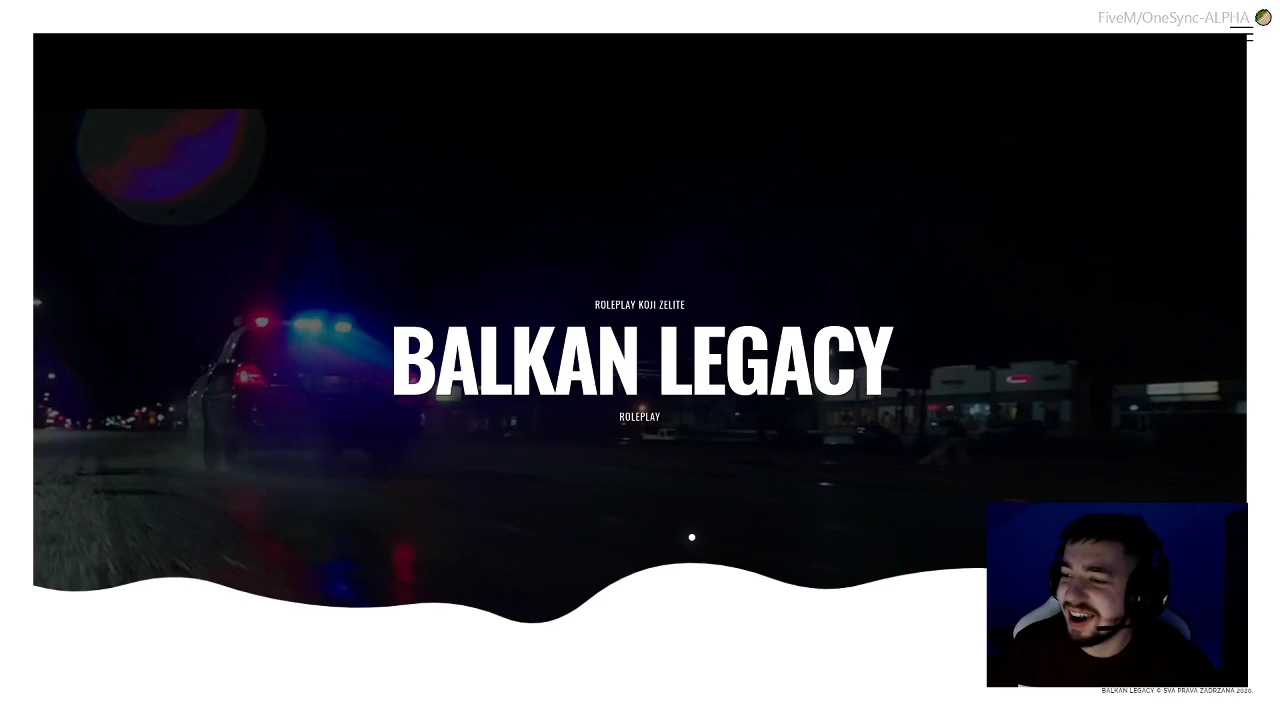 FiveM/OneSync-ALPHA
ROLEPLAY KOJI ZELITE
BALKAN LEGACY
ROLEPLAY
BALKAN LEGACY © SVA PRAVA ZADRZANA 2020.